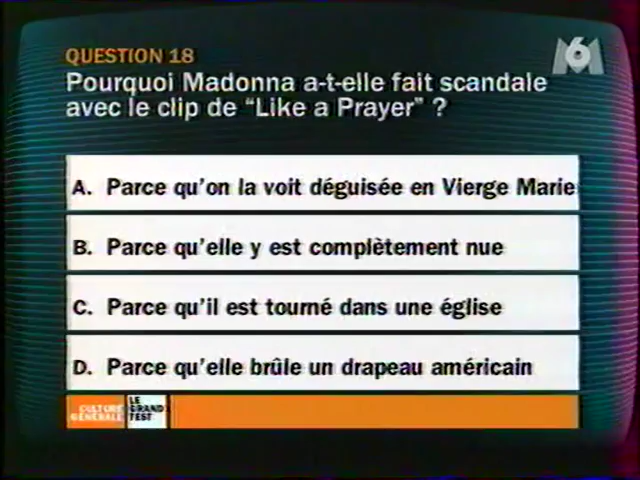 QUESTION 18
M6
Pourquoi Madonna a-t-elle fait scandale
avec le clip de “Like a Prayer” ?
A. Parce qu'on la voit déguisée en Vierge Marie
B. Parce qu'elle y est complètement nue
C. Parce qu'il est tourné dans une église
D. Parce qu'elle brûle un drapeau américain
CULTURE
GÉNÉRALE
LE
GRAND
TEST